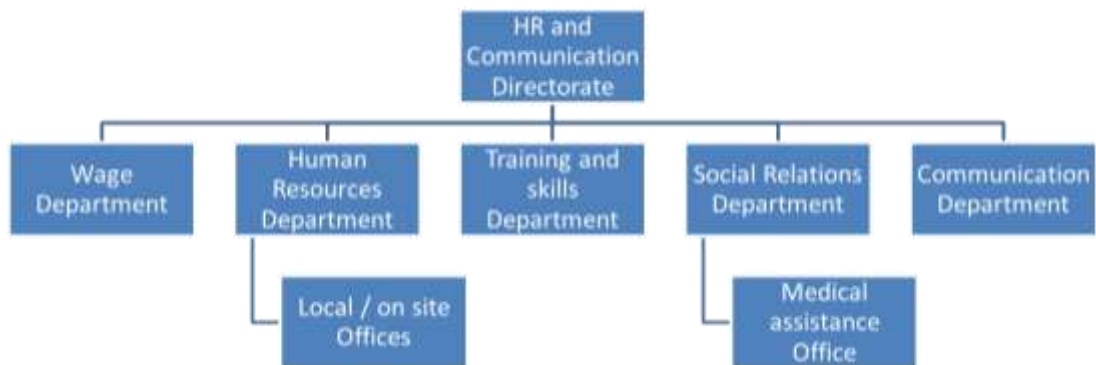 HR and
Communication
Directorate
Wage
Department
Human
Resources
Department
Training and
skills
Department
Social Relations
Department
Communication
Department
Local / on site
Offices
Medical
assistance
Office